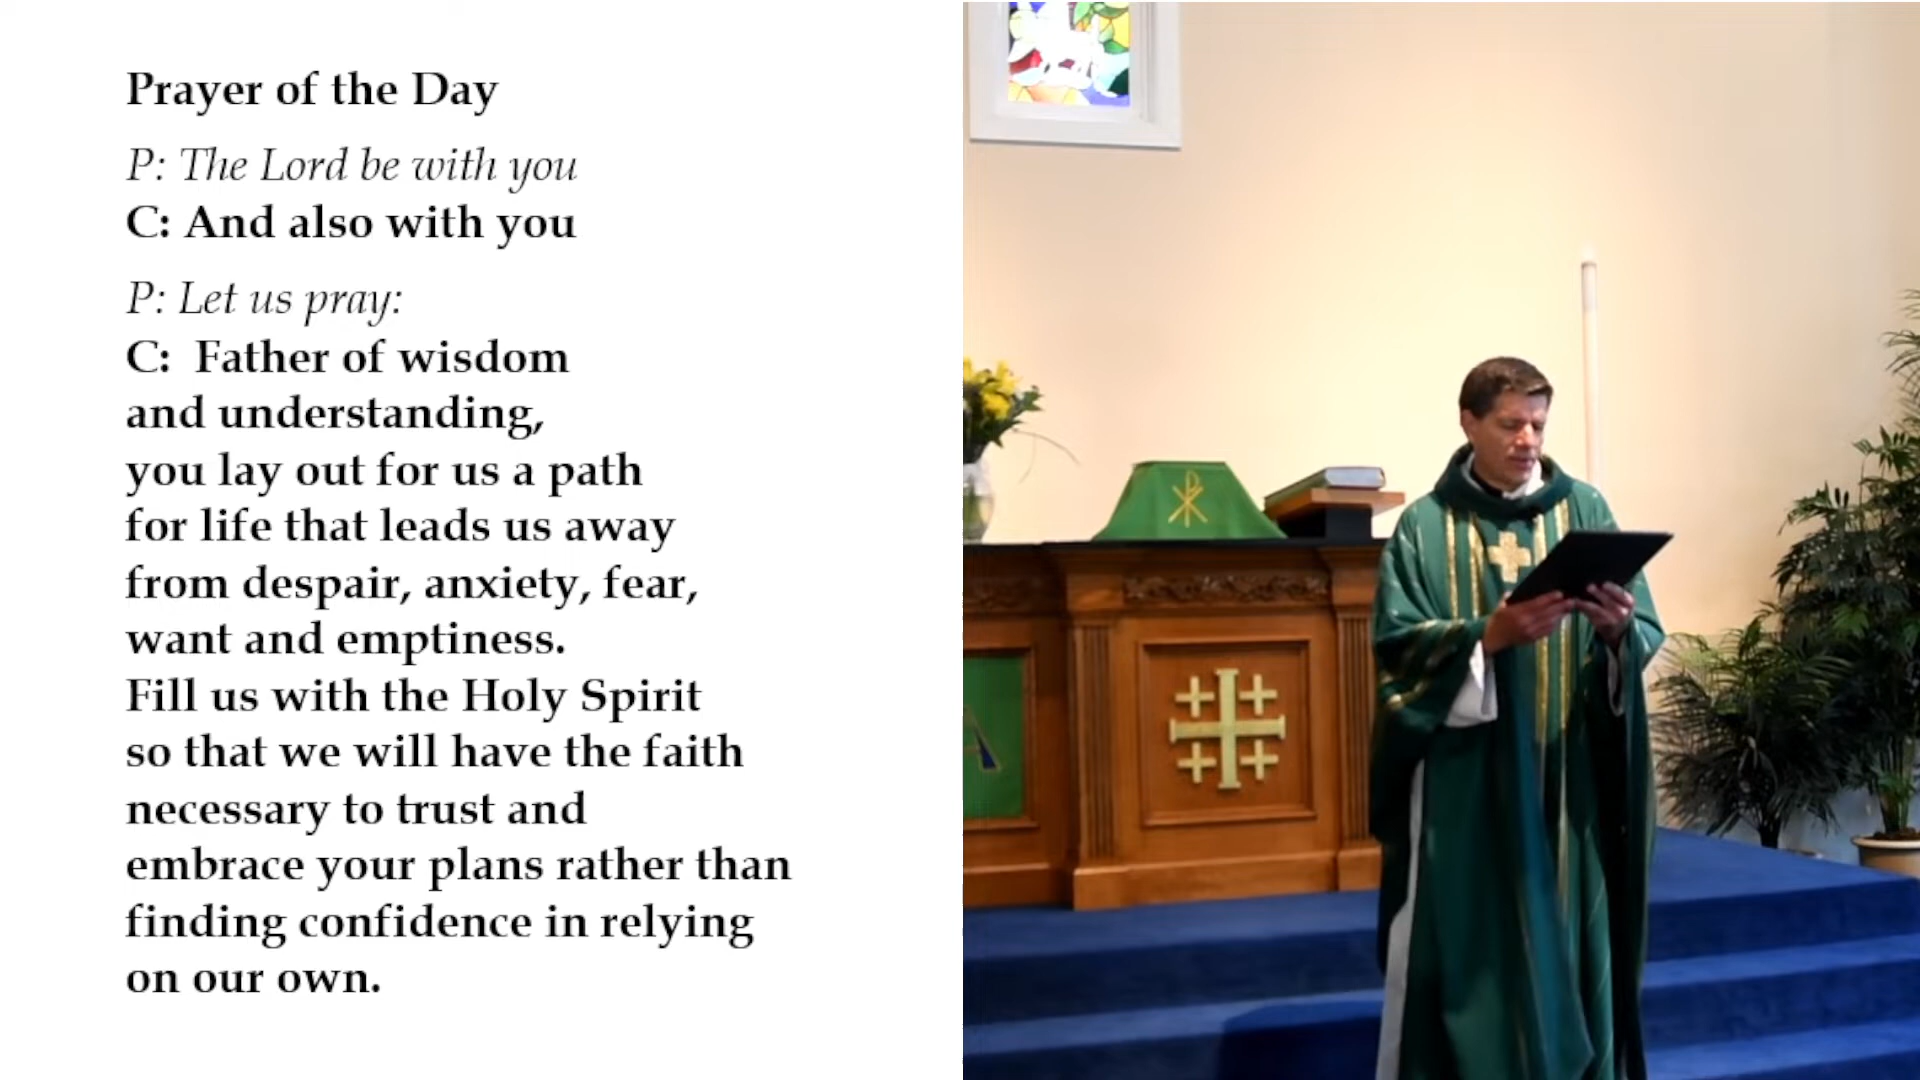 Prayer of the Day
P: The Lord be with you
C: And also with you
P: Let us pray:
C:  Father of wisdom
and understanding,
you lay out for us a path
for life that leads us away
from despair, anxiety, fear,
want and emptiness.
Fill us with the Holy Spirit
so that we will have the faith
necessary to trust and
embrace your plans rather than
finding confidence in relying
on our own.